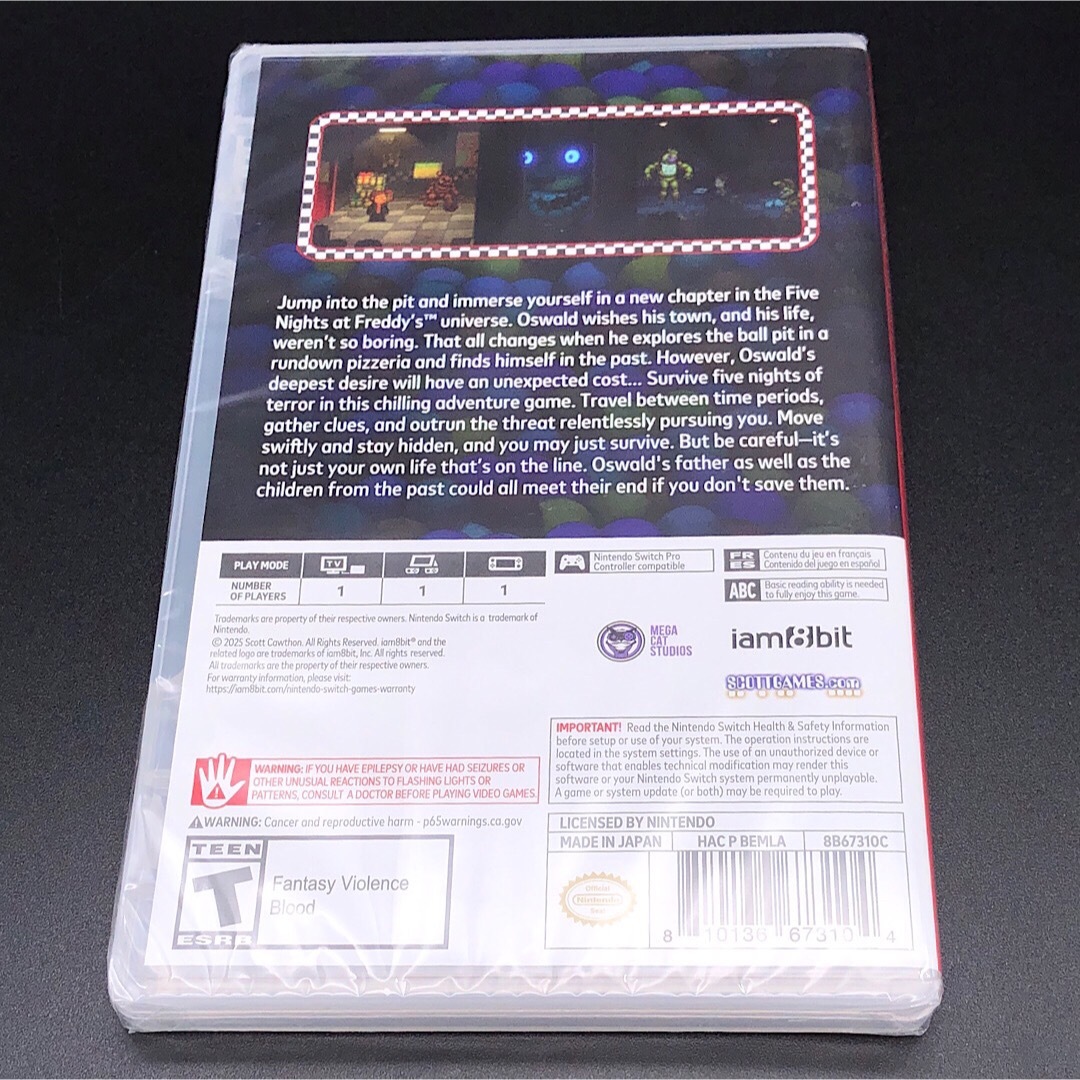 Jump into the pit and immerse yourself in a new chapter in the Five
Nights at Freddy's™ universe. Oswald wishes his town, and his life,
weren't so boring. That all changes when he explores the ball pit in a
rundown pizzeria and finds himself in the past. However, Oswald's
deepest desire will have an unexpected cost... Survive five nights of
terror in this chilling adventure game. Travel between time periods,
gather clues, and outrun the threat relentlessly pursuing you. Move
swiftly and stay hidden, and you may just survive. But be careful—it's
not just your own life that's on the line. Oswald's father as well as the
children from the past could all meet their end if you don't save them.
PLAY MODE
TV
NUMBER
OF PLAYERS
1
1
1
Nintendo Switch Pro
Controller compatible
FR
ES
Contenu du jeu en français
Contenido del juego en español
ABC
Basic reading ability is needed
to fully enjoy this game.
Trademarks are property of their respective owners. Nintendo Switch is a trademark of
Nintendo.
© 2025 Scott Cawthon. All Rights Reserved. iam8bit® and the
related logo are trademarks of iam8bit, Inc. All rights reserved.
All trademarks are the property of their respective owners.
For warranty information, please visit:
https://iam8bit.com/nintendo-switch-games-warranty
MEGA
CAT
STUDIOS
iam8bit
SCOTTGAMES.com
IMPORTANT! Read the Nintendo Switch Health & Safety Information
before setup or use of your system. The operation instructions are
located in the system settings. The use of an unauthorized device or
software that enables technical modification may render this
software or your Nintendo Switch system permanently unplayable.
A game or system update (or both) may be required to play.
WARNING: IF YOU HAVE EPILEPSY OR HAVE HAD SEIZURES OR
OTHER UNUSUAL REACTIONS TO FLASHING LIGHTS OR
PATTERNS, CONSULT A DOCTOR BEFORE PLAYING VIDEO GAMES.
WARNING: Cancer and reproductive harm - p65warnings.ca.gov
TEEN
T
ESRB
Fantasy Violence
Blood
LICENSED BY NINTENDO
MADE IN JAPAN
HAC P BEMLA
8B67310C
Official
Nintendo
Seal
8 10136 67310 4